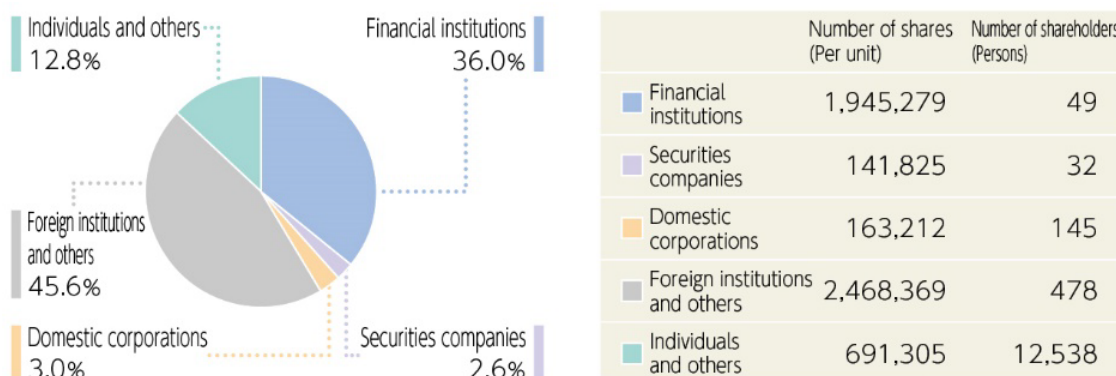 Individuals and others
12.8%
Financial institutions
36.0%
Foreign institutions
and others
45.6%
Domestic corporations
3.0%
Securities companies
2.6%
Number of shares
(Per unit)
Number of shareholders
(Persons)
Financial
institutions
1,945,279
49
Securities
companies
141,825
32
Domestic
corporations
163,212
145
Foreign institutions
and others
2,468,369
478
Individuals
and others
691,305
12,538